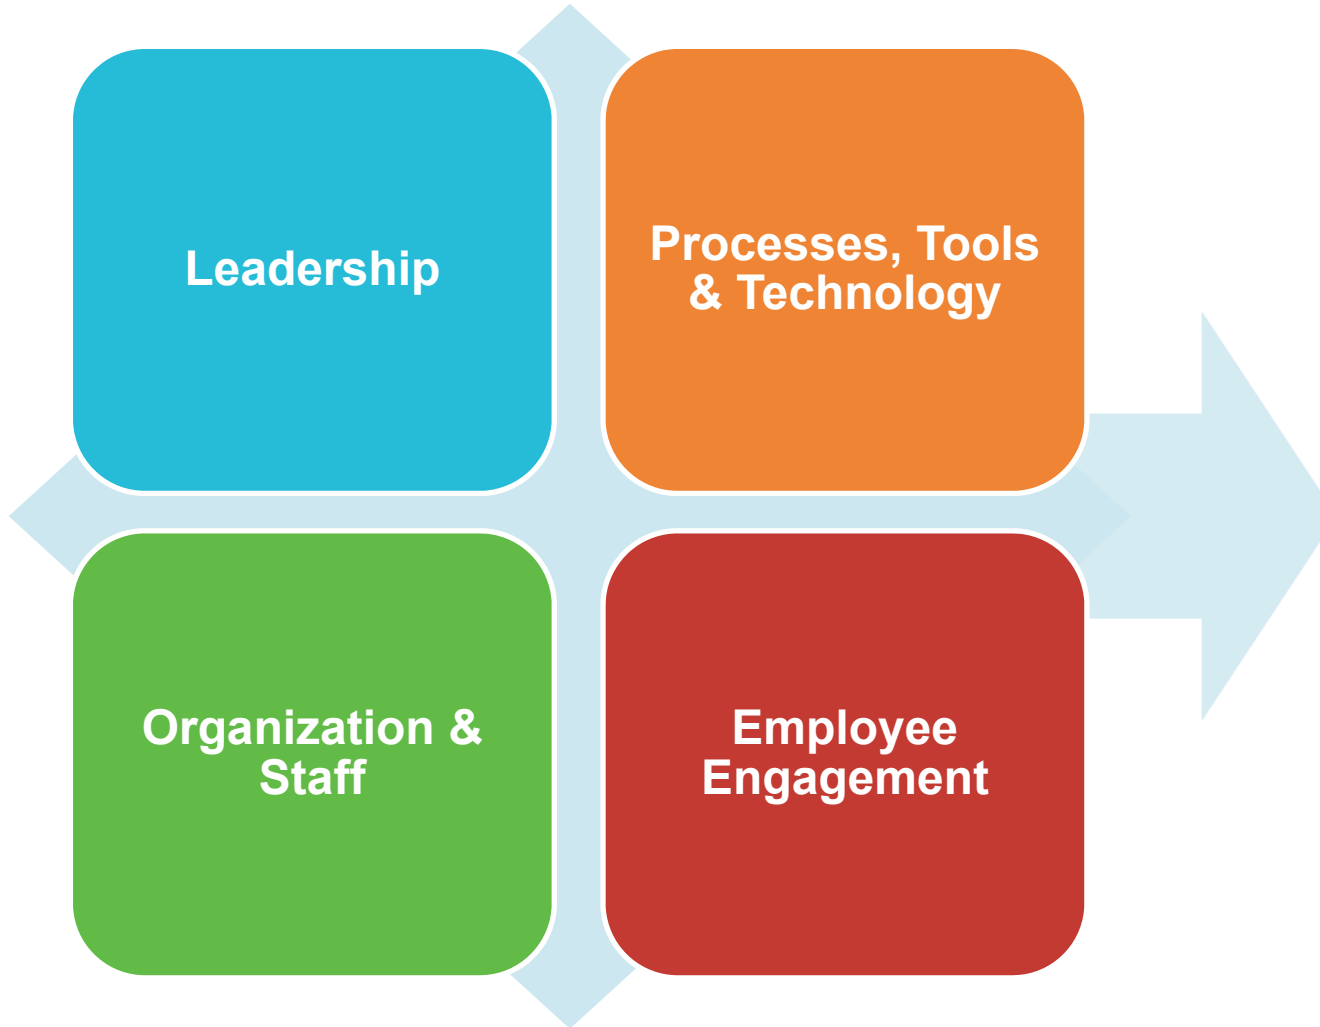 Leadership
Processes, Tools
& Technology
Organization &
Staff
Employee
Engagement